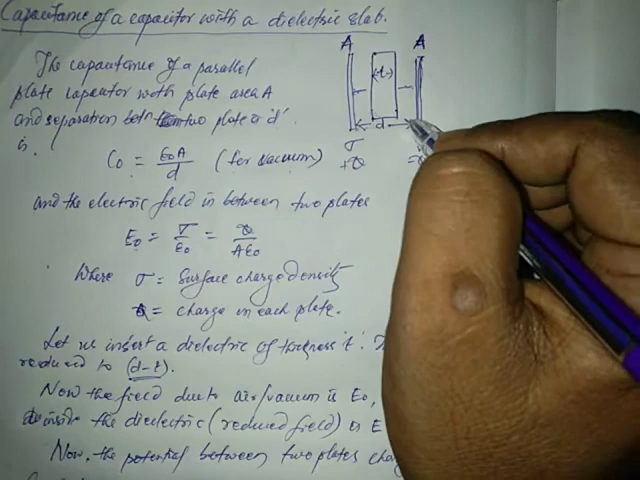 Capacitance of a capacitor with a dielectric slab.
The capacitance of a parallel
plate capacitor with plate area A
and separation betn two plate is 'd'
is.
A A
(t)
d
σ
+Q
C0 = ε0A/d (for vacuum)
and the electric field in between two plates
E0 = σ/ε0 = Q/Aε0
Where σ = Surface charge density
Q = charge in each plate.
Let us insert a dielectric of thickness 't'.
reduced to (d-t).
Now the field due to air/vacuum is E0,
inside the dielectric (reduced field) is E
Now, the potential between two plates